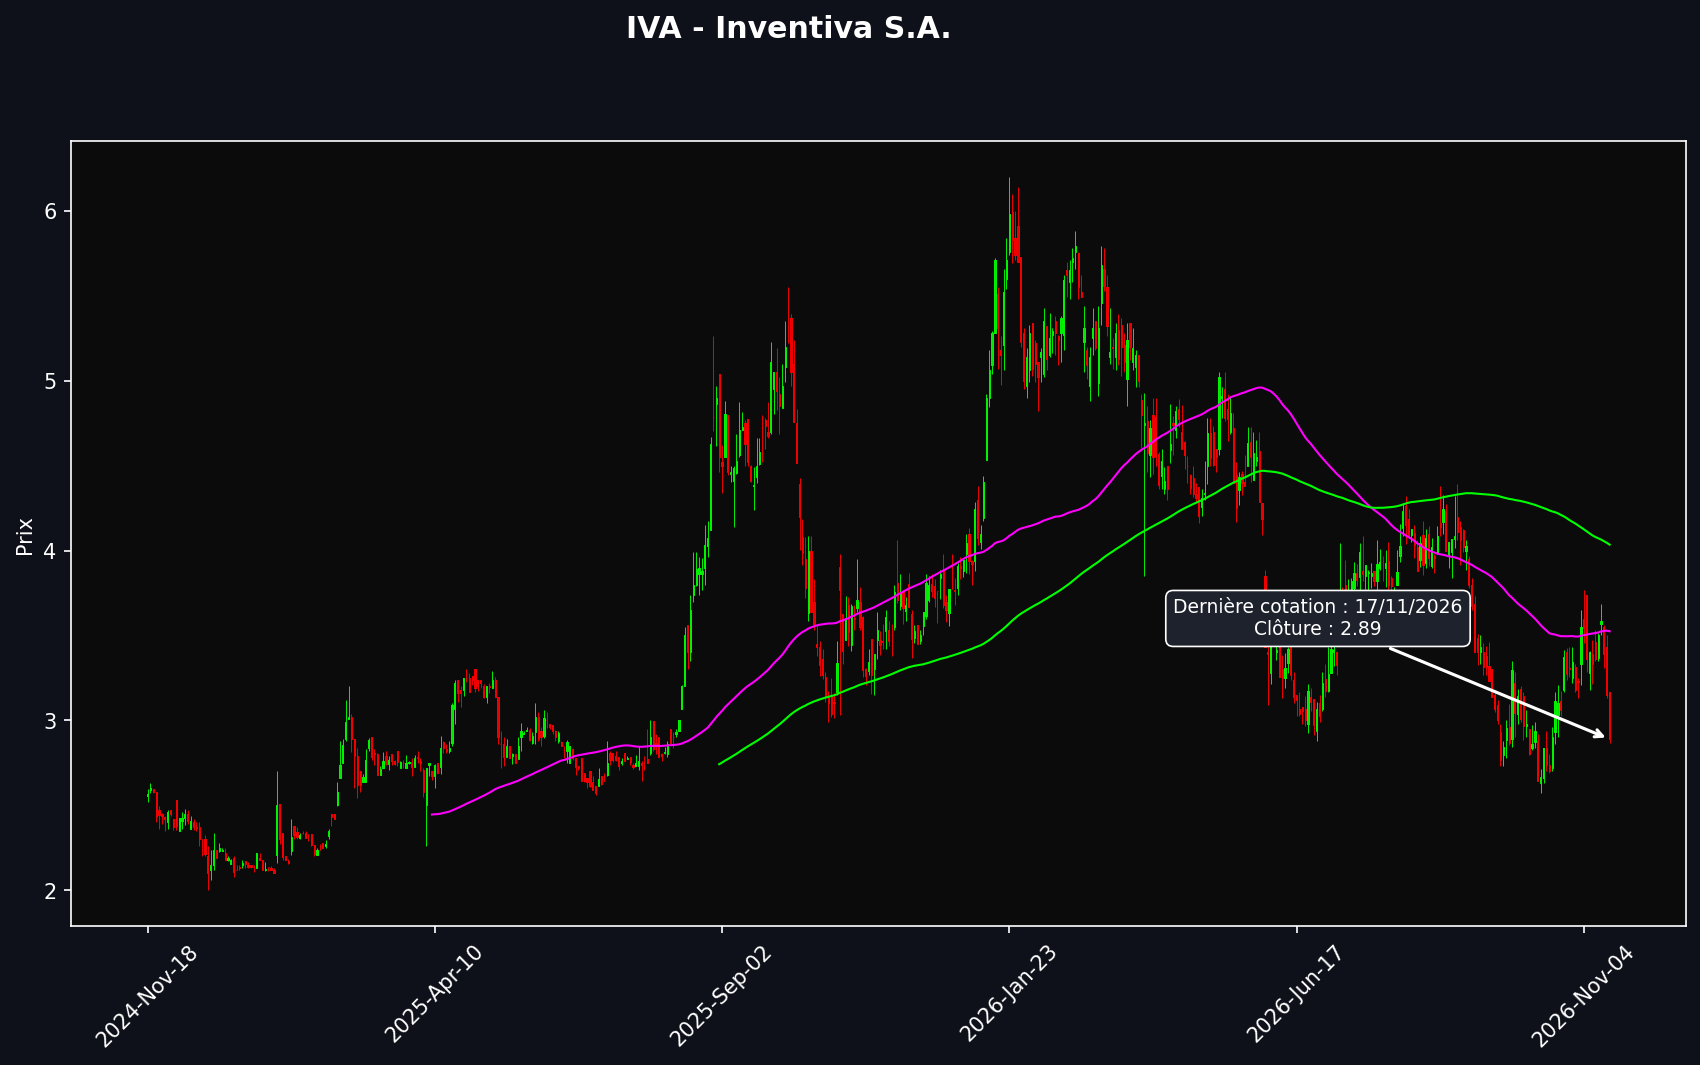 IVA - Inventiva S.A.
Prix
6
5
4
3
2
Dernière cotation : 17/11/2026
Clôture : 2.89
2024-Nov-18
2025-Apr-10
2025-Sep-02
2026-Jan-23
2026-Jun-17
2026-Nov-04